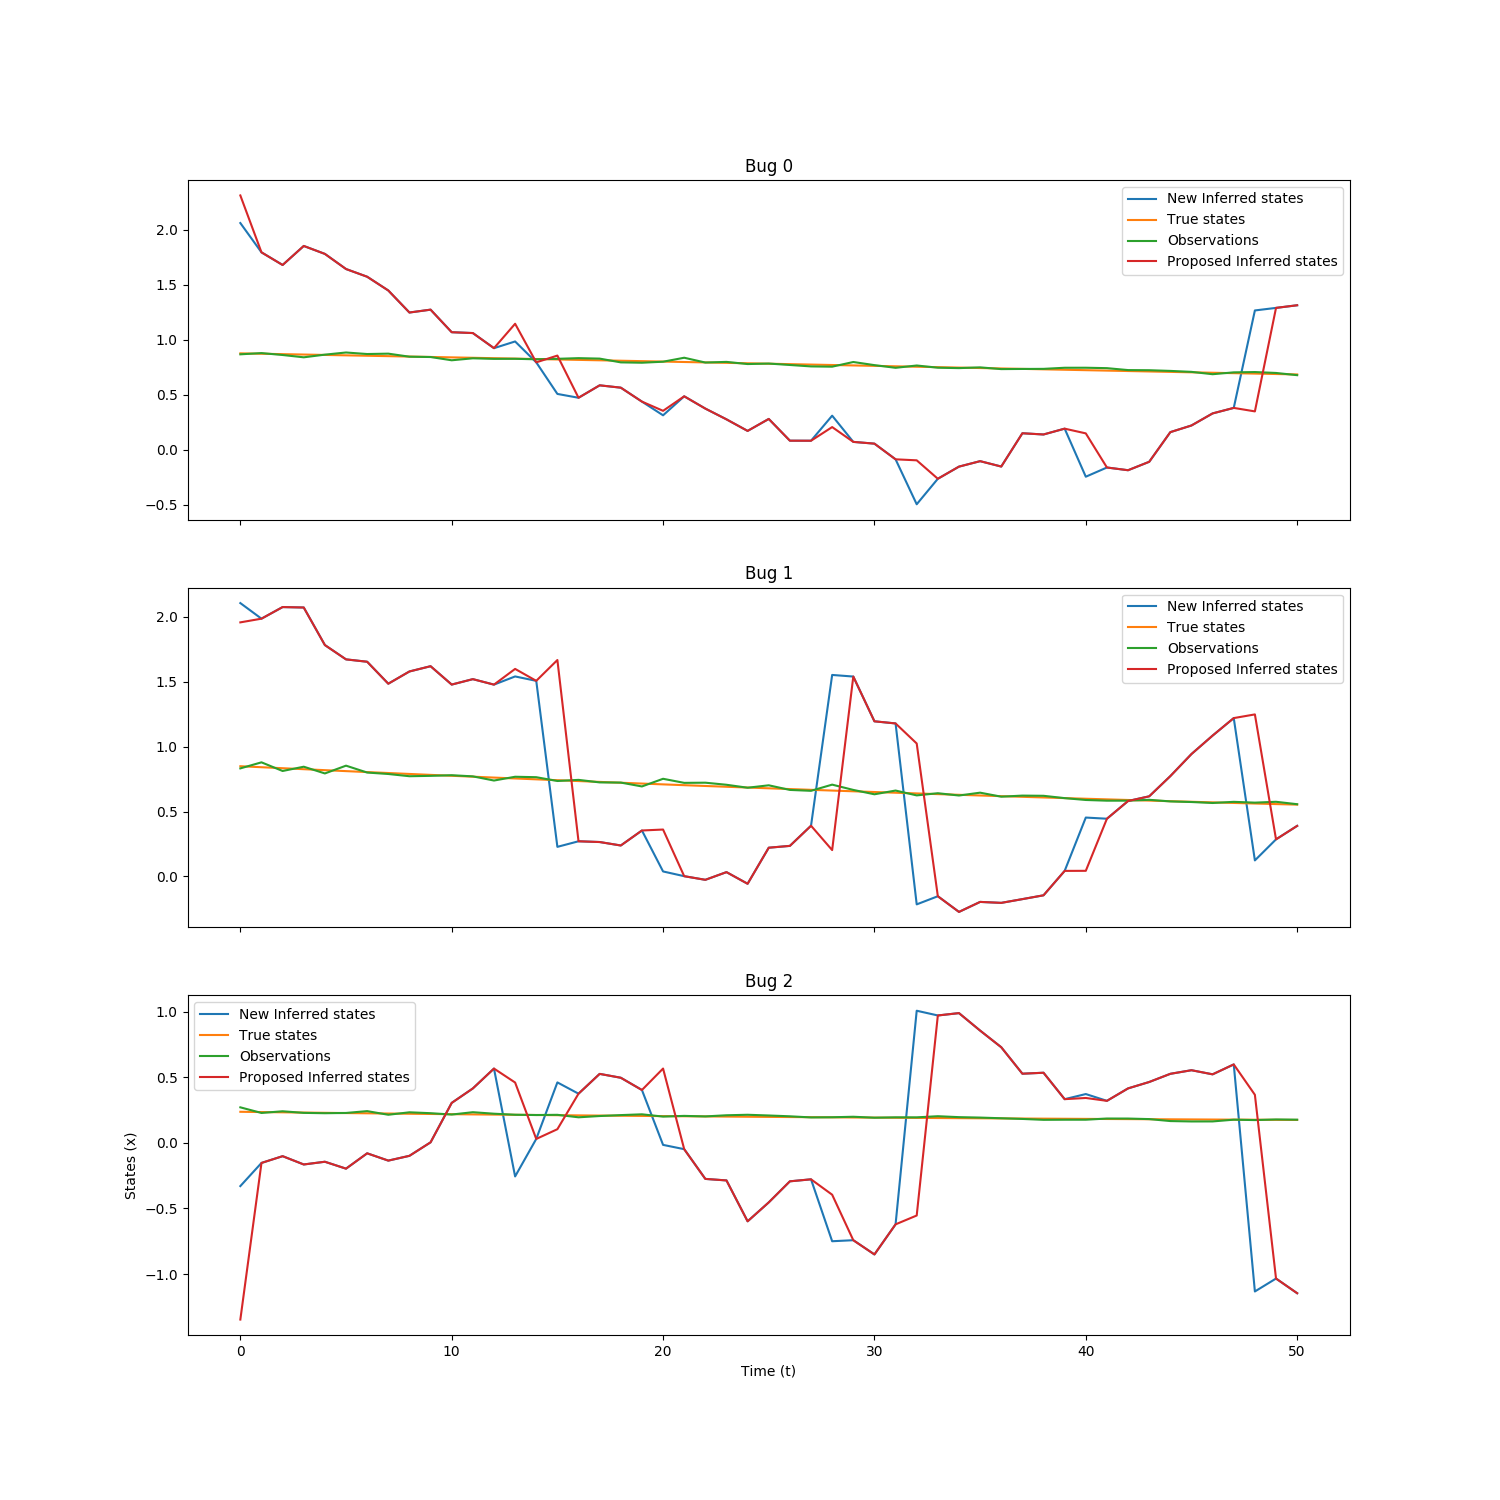 Bug 0
New Inferred states
True states
Observations
Proposed Inferred states
2.0
1.5
1.0
0.5
0.0
−0.5
Bug 1
New Inferred states
True states
Observations
Proposed Inferred states
2.0
1.5
1.0
0.5
0.0
Bug 2
New Inferred states
True states
Observations
Proposed Inferred states
1.0
0.5
0.0
−0.5
−1.0
States (x)
0 10 20 30 40 50
Time (t)